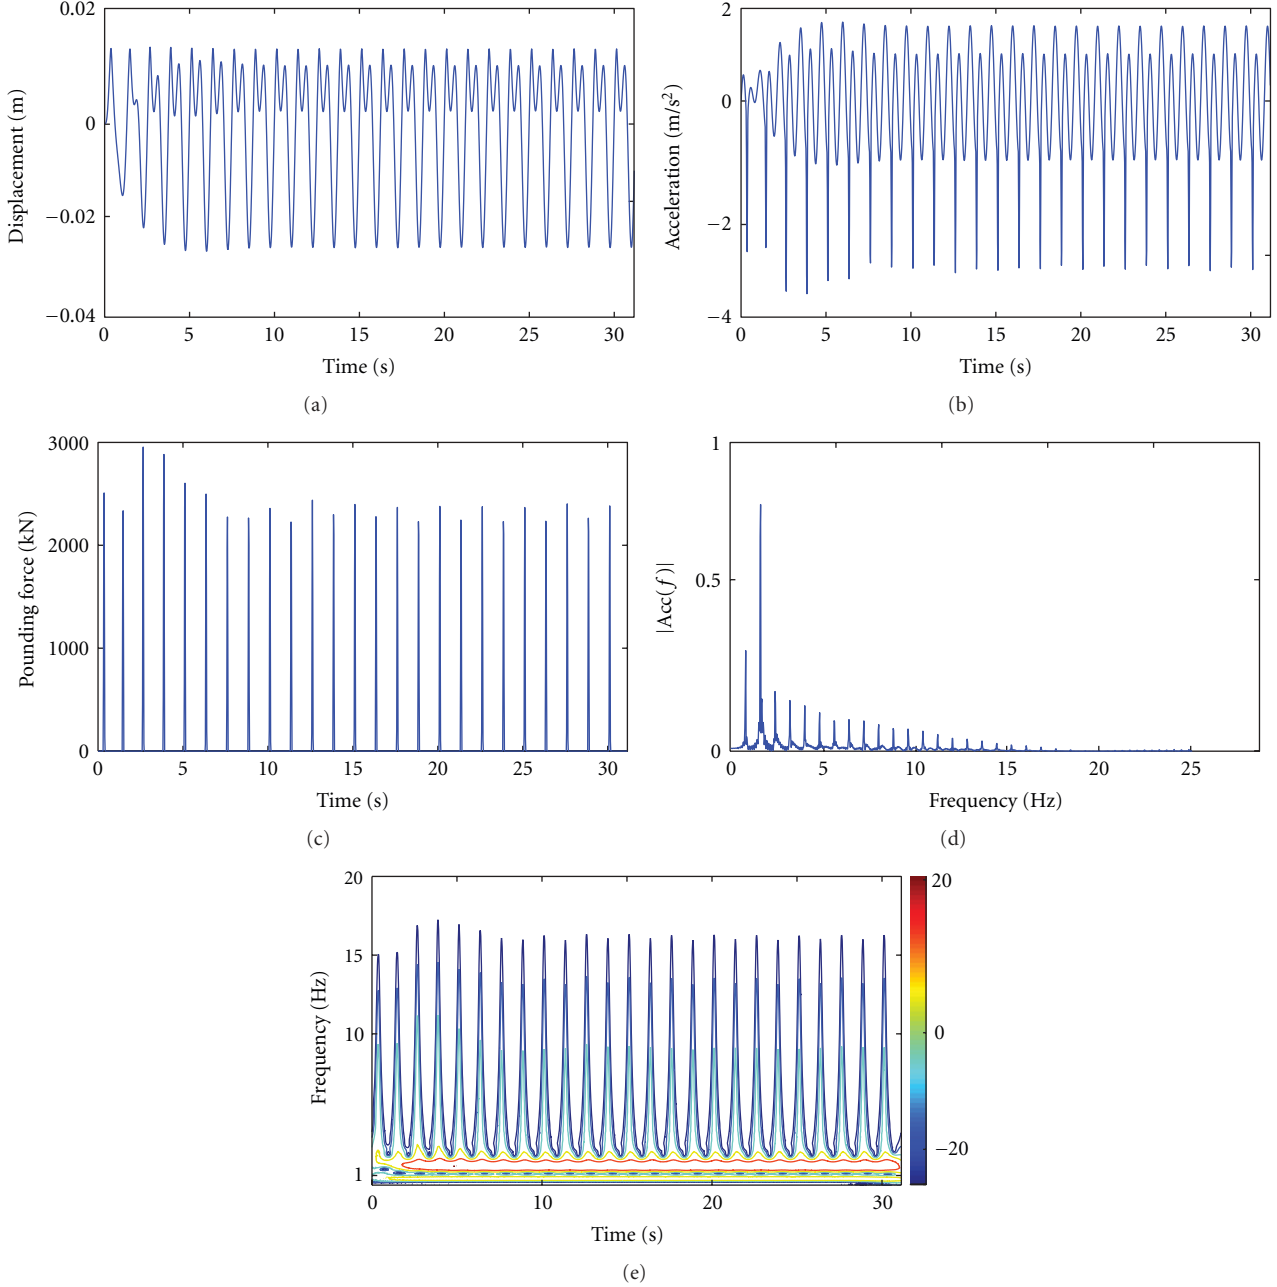 0.02
0
−0.02
−0.04
Displacement (m)
0 5 10 15 20 25 30
Time (s)
(a)
2
0
−2
−4
Acceleration (m/s²)
0 5 10 15 20 25 30
Time (s)
(b)
3000
2000
1000
0
Pounding force (kN)
0 5 10 15 20 25 30
Time (s)
(c)
1
0.5
0
|Acc(f)|
0 5 10 15 20 25
Frequency (Hz)
(d)
20
15
10
1
Frequency (Hz)
0 10 20 30
Time (s)
20
0
−20
(e)